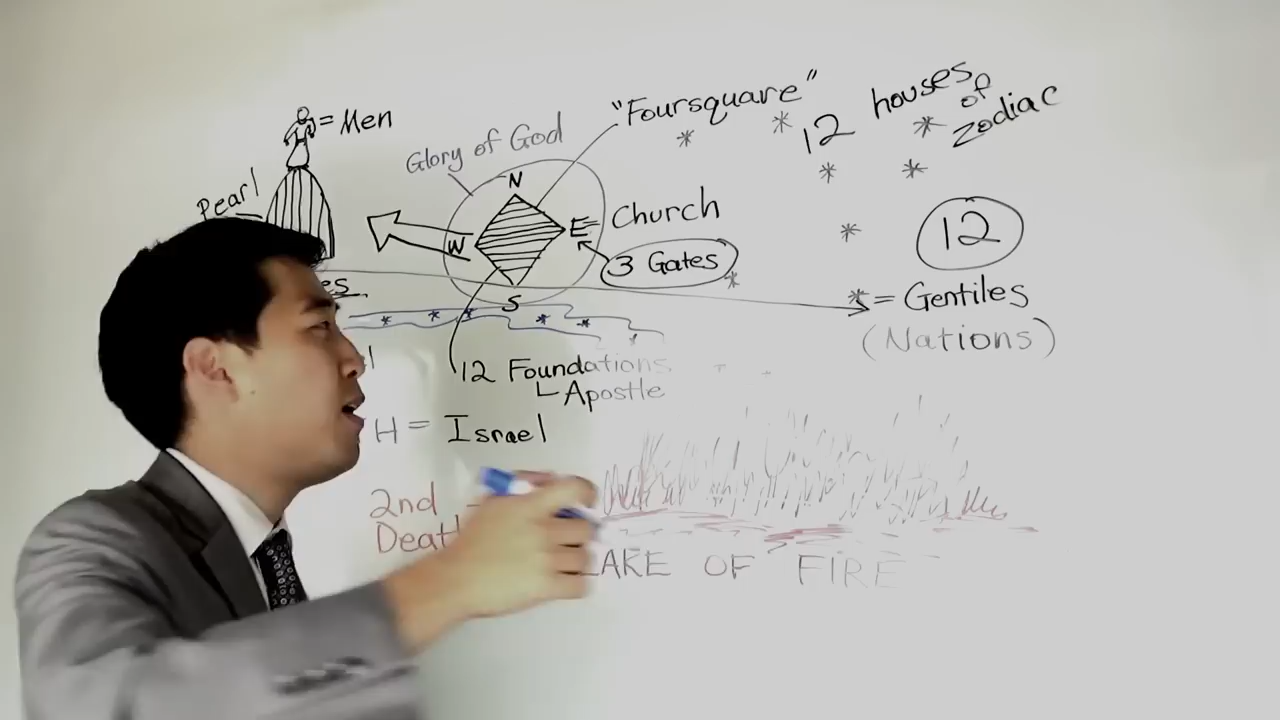 = Men
Pearl
Glory of God
"Foursquare"
12 houses
of
zodiac
N
W
E
S
Church
3 Gates
12
= Gentiles
(Nations)
12 Foundations
Apostle
H = Israel
2nd
Death
LAKE OF FIRE